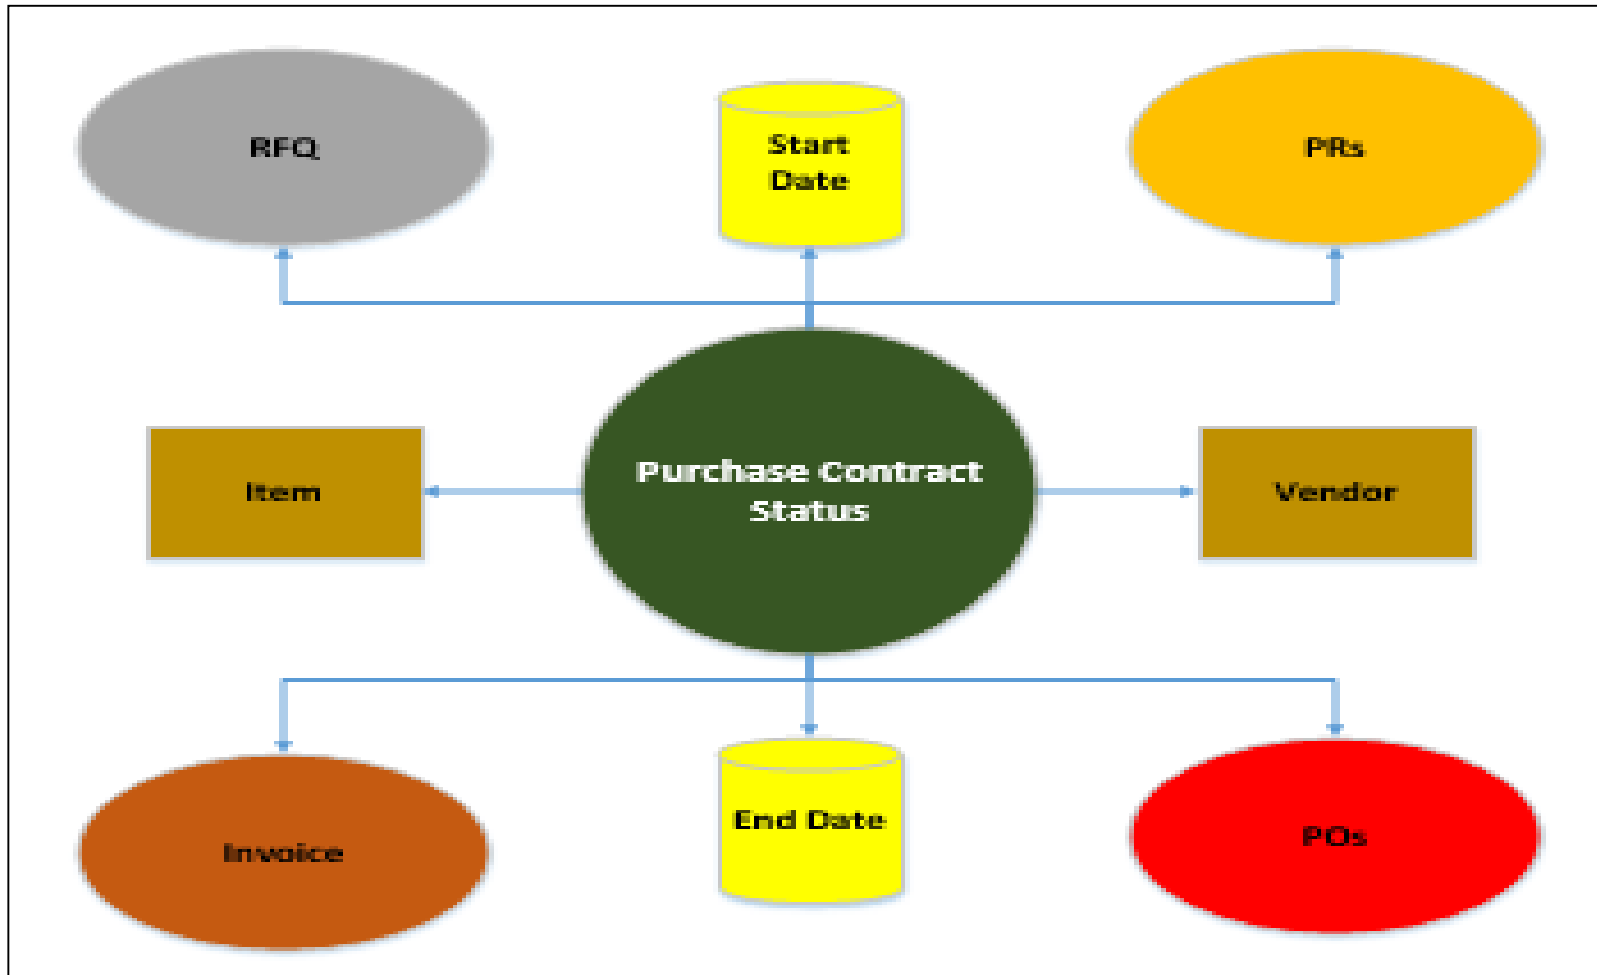 RFQ
Start
Date
PRs
Item
Purchase Contract
Status
Vendor
Invoice
End Date
POs